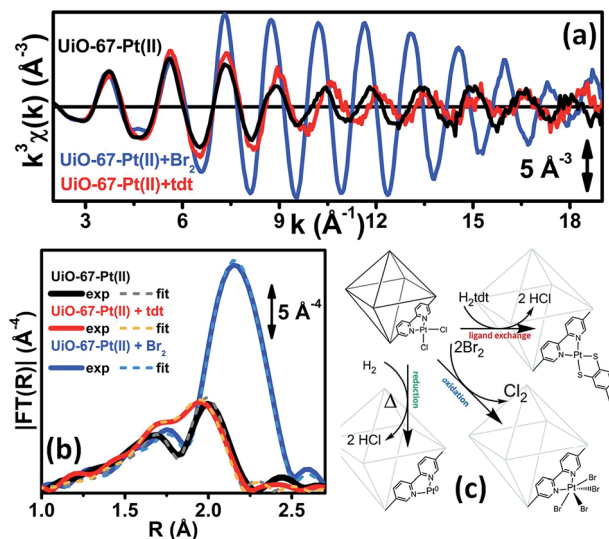 UiO-67-Pt(II)
(a)
k³χ(k) (Å⁻³)
UiO-67-Pt(II)+Br₂
UiO-67-Pt(II)+tdt
5 Å⁻³
3 6 9 12 15 18
k (Å⁻¹)
(b)
UiO-67-Pt(II)
exp fit
UiO-67-Pt(II) + tdt
exp fit
UiO-67-Pt(II) + Br₂
exp fit
5 Å⁻⁴
|FT(R)| (Å⁻⁴)
1.0 1.5 2.0 2.5
R (Å)
N
N Pt Cl
Cl
H₂tdt
2 HCl
ligand exchange
N
N Pt
S
S
H₂
reduction
Δ
2 HCl
2Br₂
oxidation
Cl₂
N
N Pt⁰
(c)
N
N Pt Br
Br
Br
Br